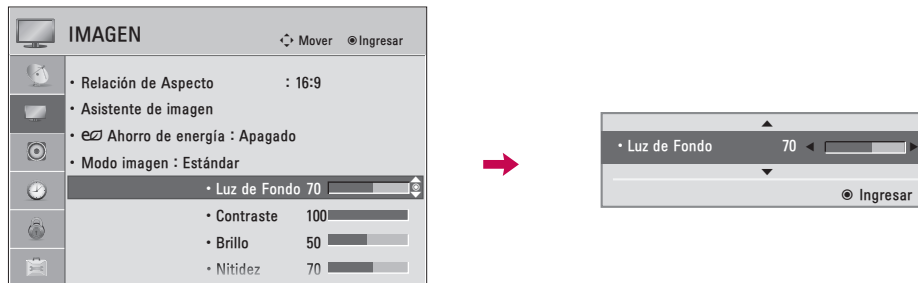 IMAGEN
Mover Ingresar
• Relación de Aspecto : 16:9
• Asistente de imagen
• Ahorro de energía : Apagado
• Modo imagen : Estándar
• Luz de Fondo 70
• Contraste 100
• Brillo 50
• Nitidez 70
• Luz de Fondo 70
Ingresar